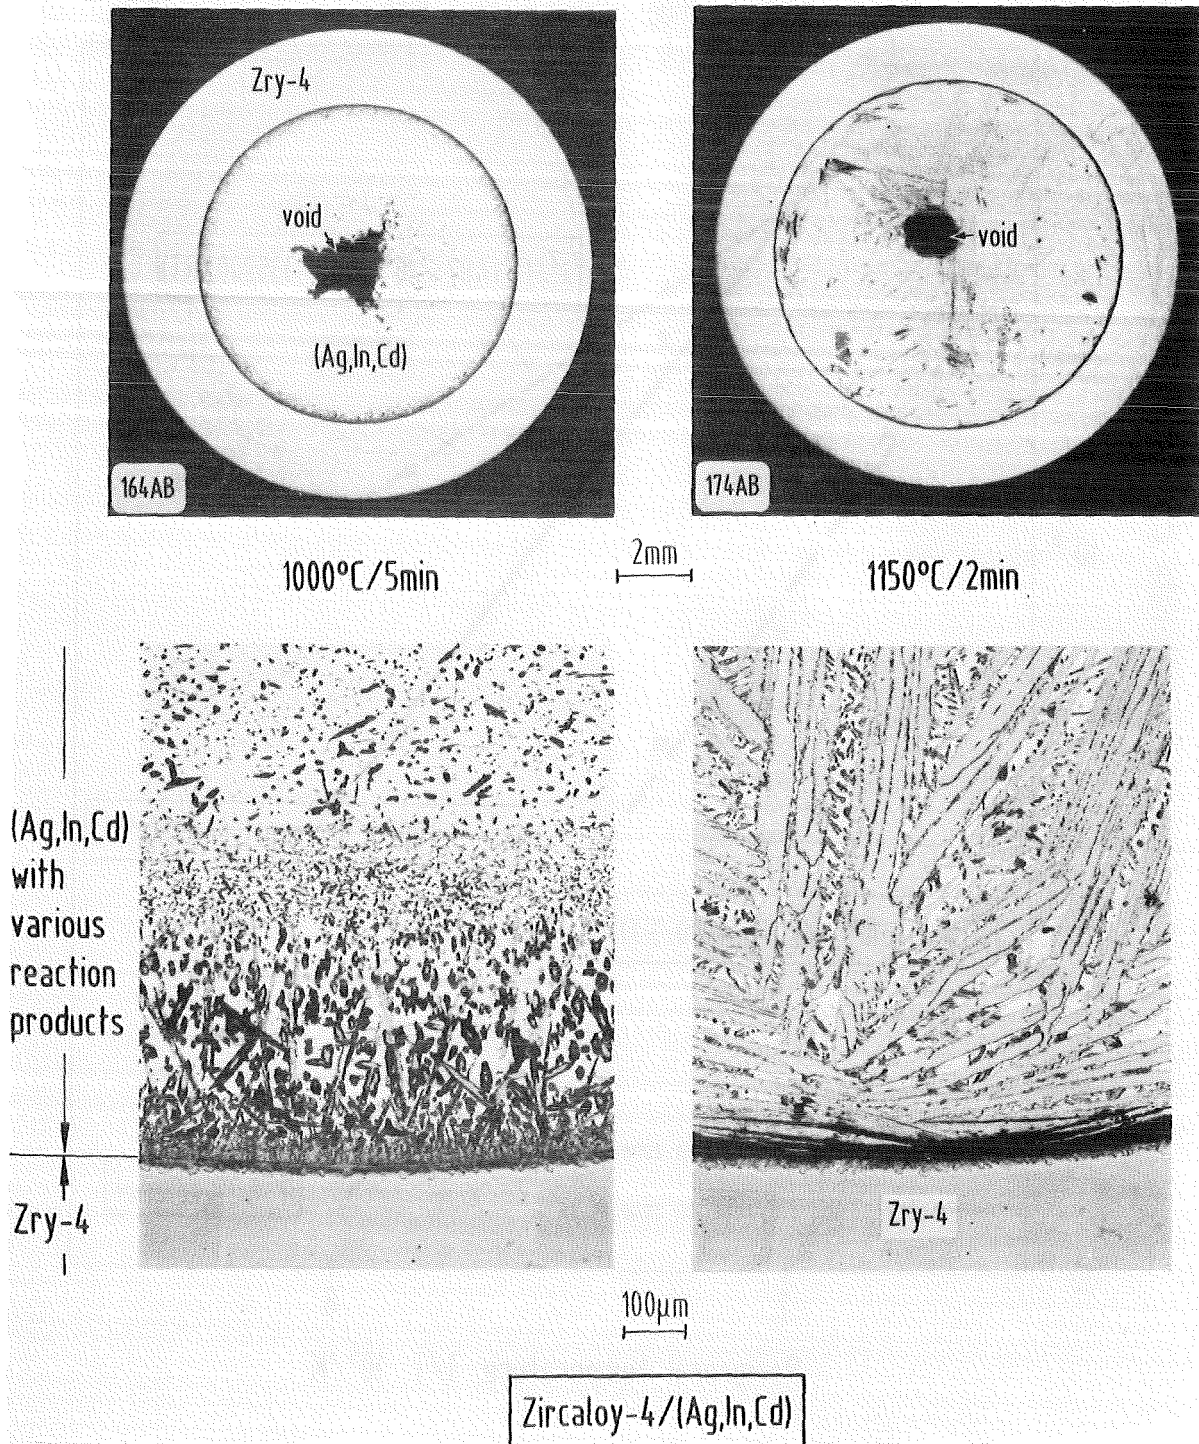 Zry-4
void
(Ag,In,Cd)
164AB
void
174AB
1000°C/5min
2mm
1150°C/2min
(Ag,In,Cd)
with
various
reaction
products
Zry-4
Zry-4
100µm
Zircaloy-4/(Ag,In,Cd)